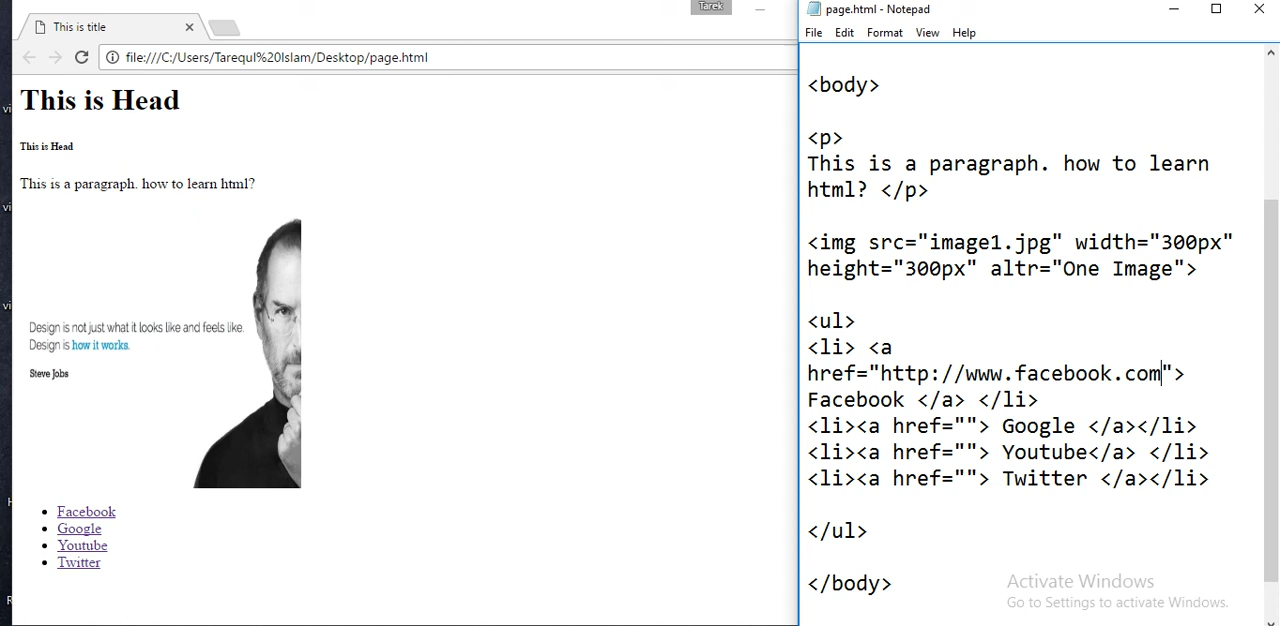 Tarek
This is title
file:///C:/Users/Tarequl%20Islam/Desktop/page.html
This is Head
This is Head
This is a paragraph. how to learn html?
Design is not just what it looks like and feels like.
Design is how it works.
Steve Jobs
Facebook
Google
Youtube
Twitter
page.html - Notepad
File Edit Format View Help
<body>
<p>
This is a paragraph. how to learn
html? </p>
<img src="image1.jpg" width="300px"
height="300px" altr="One Image">
<ul>
<li> <a
href="http://www.facebook.com">
Facebook </a> </li>
<li><a href=""> Google </a></li>
<li><a href=""> Youtube</a> </li>
<li><a href=""> Twitter </a></li>
</ul>
</body>
Activate Windows
Go to Settings to activate Windows.